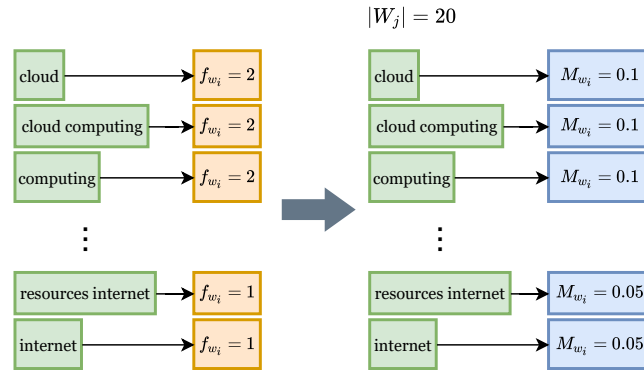 |W_j| = 20
cloud f_{w_i} = 2 cloud M_{w_i} = 0.1
cloud computing f_{w_i} = 2 cloud computing M_{w_i} = 0.1
computing f_{w_i} = 2 computing M_{w_i} = 0.1
⋮ ⋮
resources internet f_{w_i} = 1 resources internet M_{w_i} = 0.05
internet f_{w_i} = 1 internet M_{w_i} = 0.05